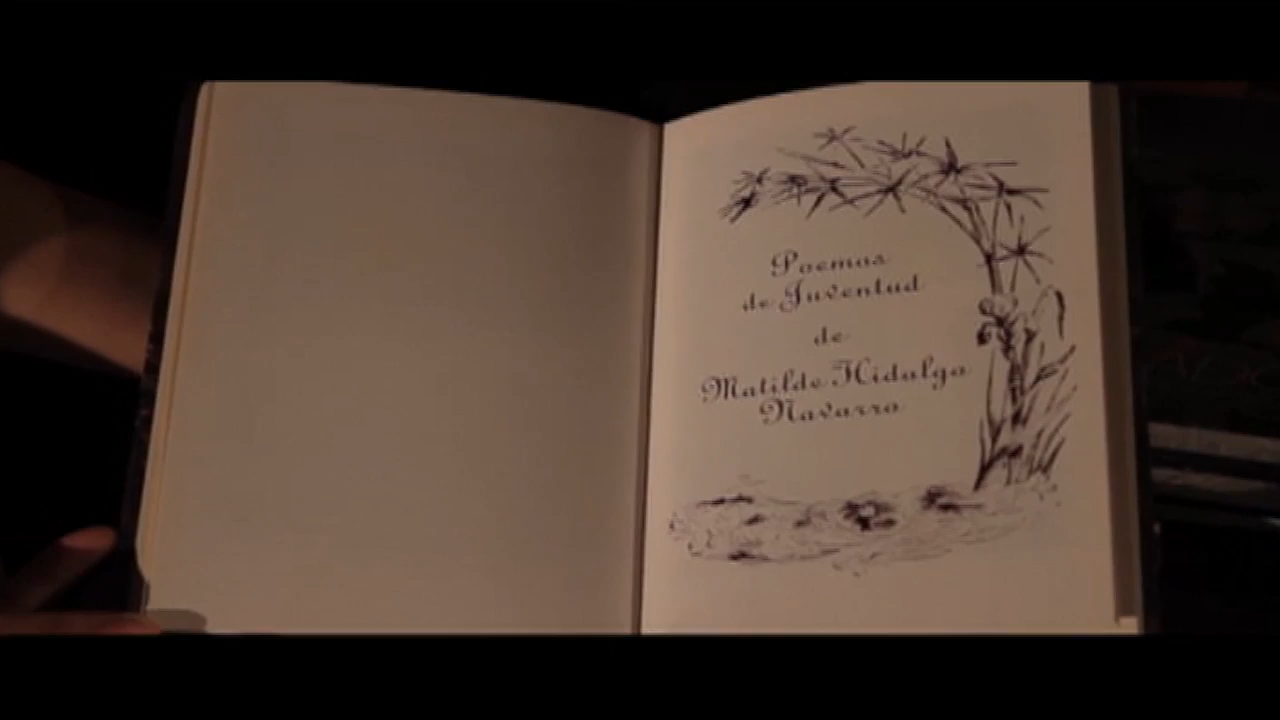 Poemas
de Juventud
de
Matilde Hidalgo
Navarro